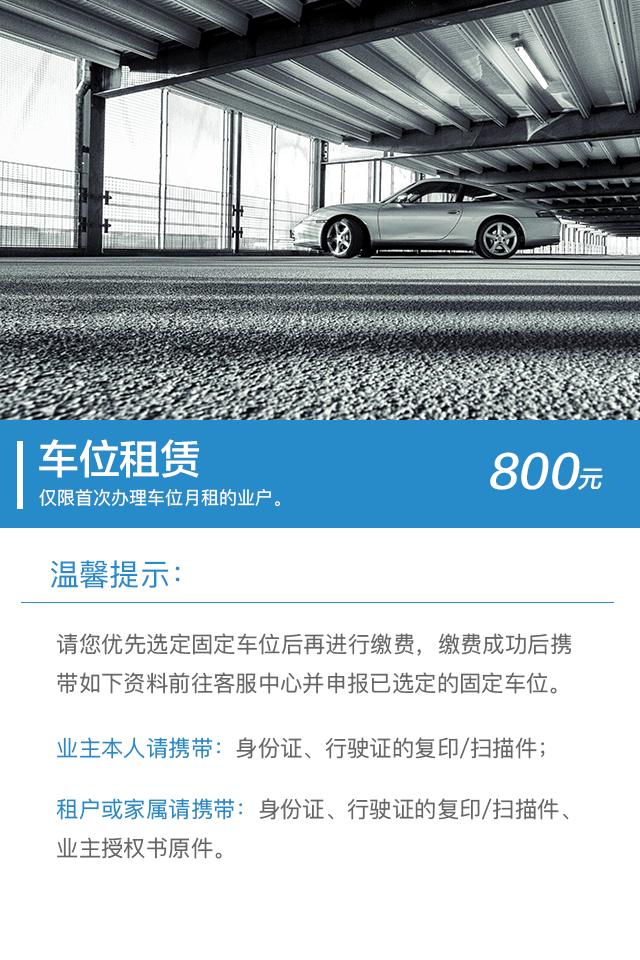 车位租赁
仅限首次办理车位月租的业户。
800元
温馨提示：
请您优先选定固定车位后再进行缴费，缴费成功后携
带如下资料前往客服中心并申报已选定的固定车位。
业主本人请携带：身份证、行驶证的复印/扫描件；
租户或家属请携带：身份证、行驶证的复印/扫描件、
业主授权书原件。